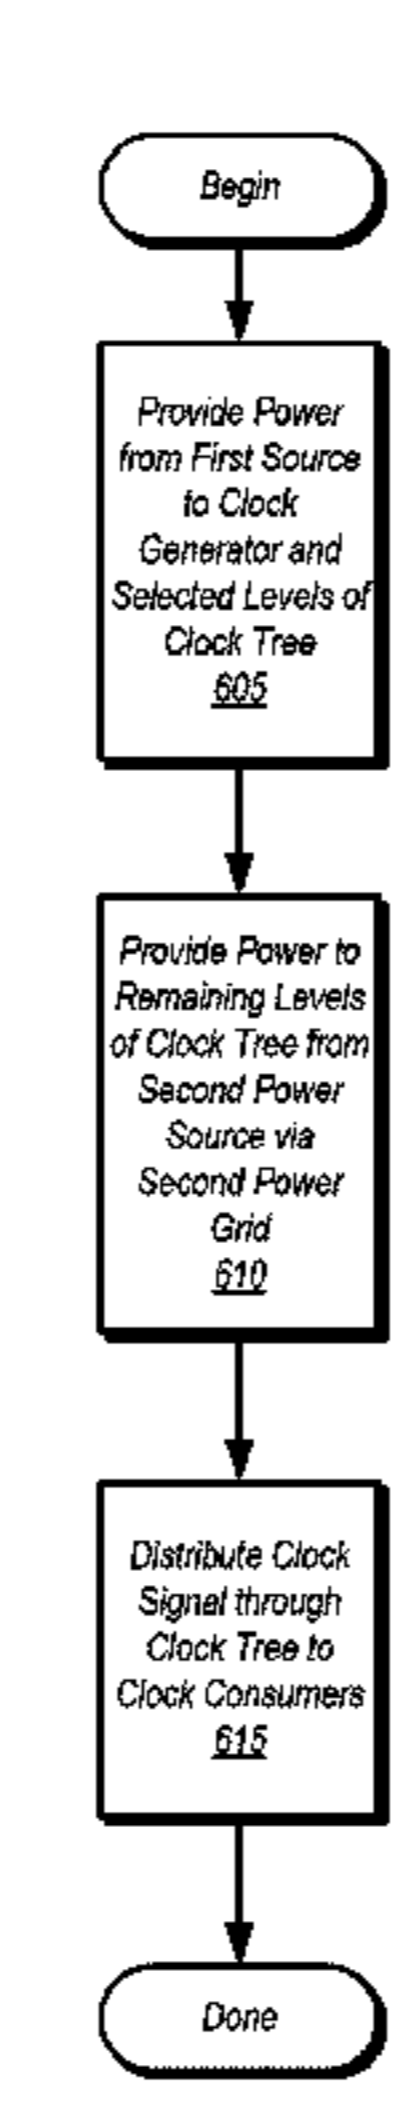 Begin
Provide Power
from First Source
to Clock
Generator and
Selected Levels of
Clock Tree
605
Provide Power to
Remaining Levels
of Clock Tree from
Second Power
Source via
Second Power
Grid
610
Distribute Clock
Signal through
Clock Tree to
Clock Consumers
615
Done